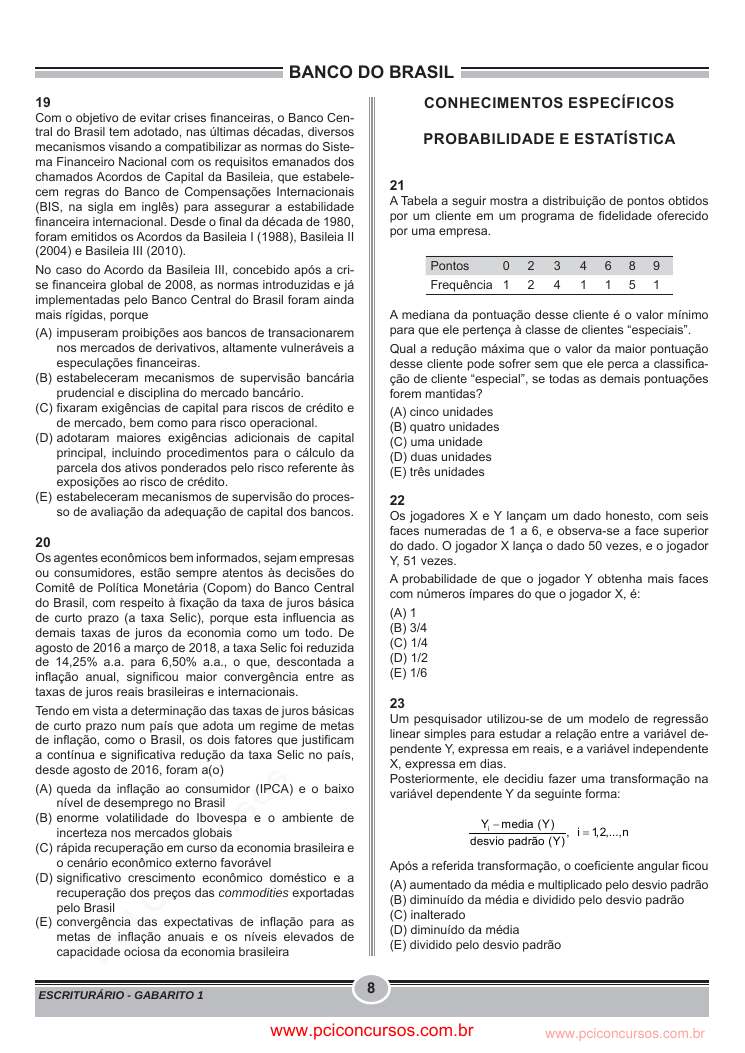 BANCO DO BRASIL
19
Com o objetivo de evitar crises financeiras, o Banco Cen-
tral do Brasil tem adotado, nas últimas décadas, diversos
mecanismos visando a compatibilizar as normas do Siste-
ma Financeiro Nacional com os requisitos emanados dos
chamados Acordos de Capital da Basileia, que estabele-
cem regras do Banco de Compensações Internacionais
(BIS, na sigla em inglês) para assegurar a estabilidade
financeira internacional. Desde o final da década de 1980,
foram emitidos os Acordos da Basileia I (1988), Basileia II
(2004) e Basileia III (2010).
No caso do Acordo da Basileia III, concebido após a cri-
se financeira global de 2008, as normas introduzidas e já
implementadas pelo Banco Central do Brasil foram ainda
mais rígidas, porque
(A) impuseram proibições aos bancos de transacionarem
nos mercados de derivativos, altamente vulneráveis a
especulações financeiras.
(B) estabeleceram mecanismos de supervisão bancária
prudencial e disciplina do mercado bancário.
(C) fixaram exigências de capital para riscos de crédito e
de mercado, bem como para risco operacional.
(D) adotaram maiores exigências adicionais de capital
principal, incluindo procedimentos para o cálculo da
parcela dos ativos ponderados pelo risco referente às
exposições ao risco de crédito.
(E) estabeleceram mecanismos de supervisão do proces-
so de avaliação da adequação de capital dos bancos.
20
Os agentes econômicos bem informados, sejam empresas
ou consumidores, estão sempre atentos às decisões do
Comitê de Política Monetária (Copom) do Banco Central
do Brasil, com respeito à fixação da taxa de juros básica
de curto prazo (a taxa Selic), porque esta influencia as
demais taxas de juros da economia como um todo. De
agosto de 2016 a março de 2018, a taxa Selic foi reduzida
de 14,25% a.a. para 6,50% a.a., o que, descontada a
inflação anual, significou maior convergência entre as
taxas de juros reais brasileiras e internacionais.
Tendo em vista a determinação das taxas de juros básicas
de curto prazo num país que adota um regime de metas
de inflação, como o Brasil, os dois fatores que justificam
a contínua e significativa redução da taxa Selic no país,
desde agosto de 2016, foram a(o)
(A) queda da inflação ao consumidor (IPCA) e o baixo
nível de desemprego no Brasil
(B) enorme volatilidade do Ibovespa e o ambiente de
incerteza nos mercados globais
(C) rápida recuperação em curso da economia brasileira e
o cenário econômico externo favorável
(D) significativo crescimento econômico doméstico e a
recuperação dos preços das commodities exportadas
pelo Brasil
(E) convergência das expectativas de inflação para as
metas de inflação anuais e os níveis elevados de
capacidade ociosa da economia brasileira
CONHECIMENTOS ESPECÍFICOS
PROBABILIDADE E ESTATÍSTICA
21
A Tabela a seguir mostra a distribuição de pontos obtidos
por um cliente em um programa de fidelidade oferecido
por uma empresa.
Pontos 0 2 3 4 6 8 9
Frequência 1 2 4 1 1 5 1
A mediana da pontuação desse cliente é o valor mínimo
para que ele pertença à classe de clientes “especiais”.
Qual a redução máxima que o valor da maior pontuação
desse cliente pode sofrer sem que ele perca a classifica-
ção de cliente “especial”, se todas as demais pontuações
forem mantidas?
(A) cinco unidades
(B) quatro unidades
(C) uma unidade
(D) duas unidades
(E) três unidades
22
Os jogadores X e Y lançam um dado honesto, com seis
faces numeradas de 1 a 6, e observa-se a face superior
do dado. O jogador X lança o dado 50 vezes, e o jogador
Y, 51 vezes.
A probabilidade de que o jogador Y obtenha mais faces
com números ímpares do que o jogador X, é:
(A) 1
(B) 3/4
(C) 1/4
(D) 1/2
(E) 1/6
23
Um pesquisador utilizou-se de um modelo de regressão
linear simples para estudar a relação entre a variável de-
pendente Y, expressa em reais, e a variável independente
X, expressa em dias.
Posteriormente, ele decidiu fazer uma transformação na
variável dependente Y da seguinte forma:
Yᵢ − media (Y)
desvio padrão (Y), i = 1,2,...,n
Após a referida transformação, o coeficiente angular ficou
(A) aumentado da média e multiplicado pelo desvio padrão
(B) diminuído da média e dividido pelo desvio padrão
(C) inalterado
(D) diminuído da média
(E) dividido pelo desvio padrão
ESCRITURÁRIO - GABARITO 1
8
www.pciconcursos.com.br
www.pciconcursos.com.br